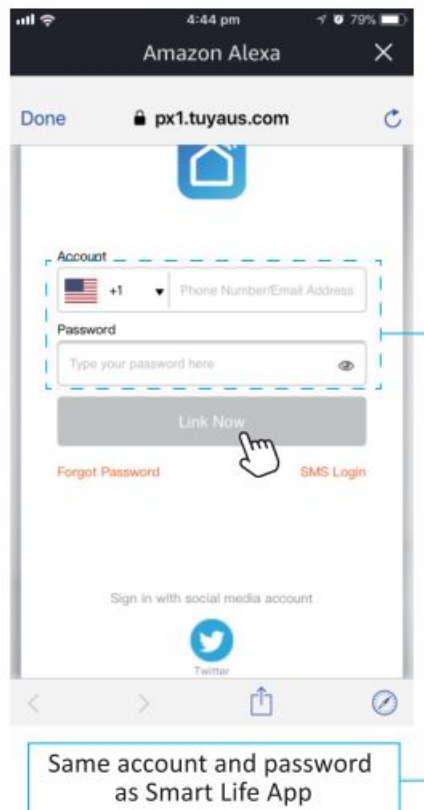 4:44 pm 79%
Amazon Alexa
Done px1.tuyaus.com
Account
+1 Phone Number/Email Address
Password
Type your password here
Link Now
Forgot Password SMS Login
Sign in with social media account
Twitter
Same account and password
as Smart Life App